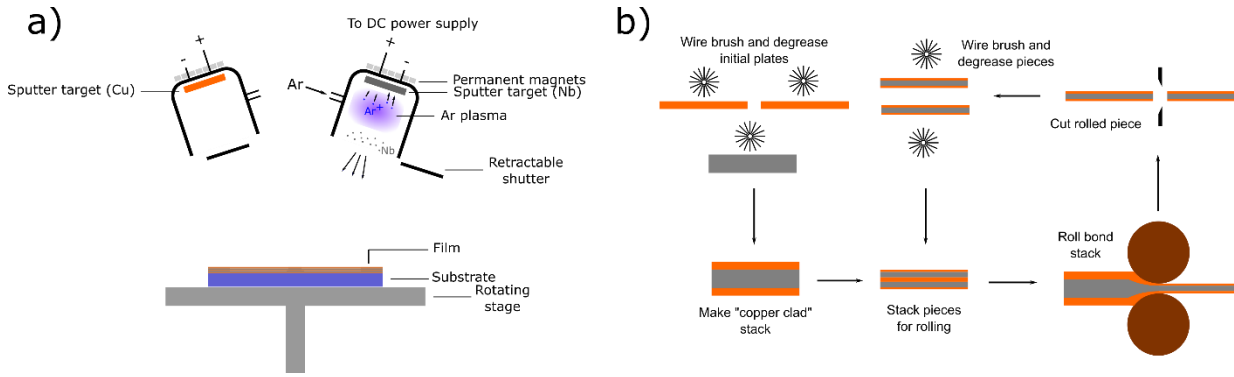 a)
To DC power supply
-
+
+
-
Sputter target (Cu)
Permanent magnets
Sputter target (Nb)
Ar
Ar+
Ar plasma
Nb
Retractable
shutter
Film
Substrate
Rotating
stage
b)
Wire brush and degrease
initial plates
Wire brush and
degrease pieces
Cut rolled piece
Roll bond
stack
Make "copper clad"
stack
Stack pieces
for rolling